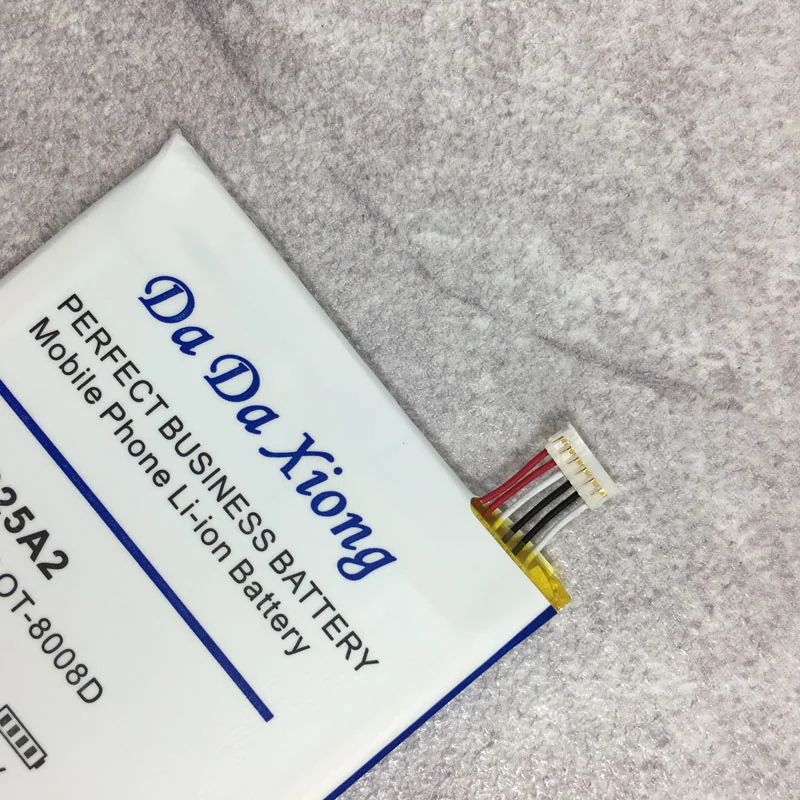 Da Da Xiong
PERFECT BUSINESS BATTERY
Mobile Phone Li-ion Battery
25A2
OT-8008D